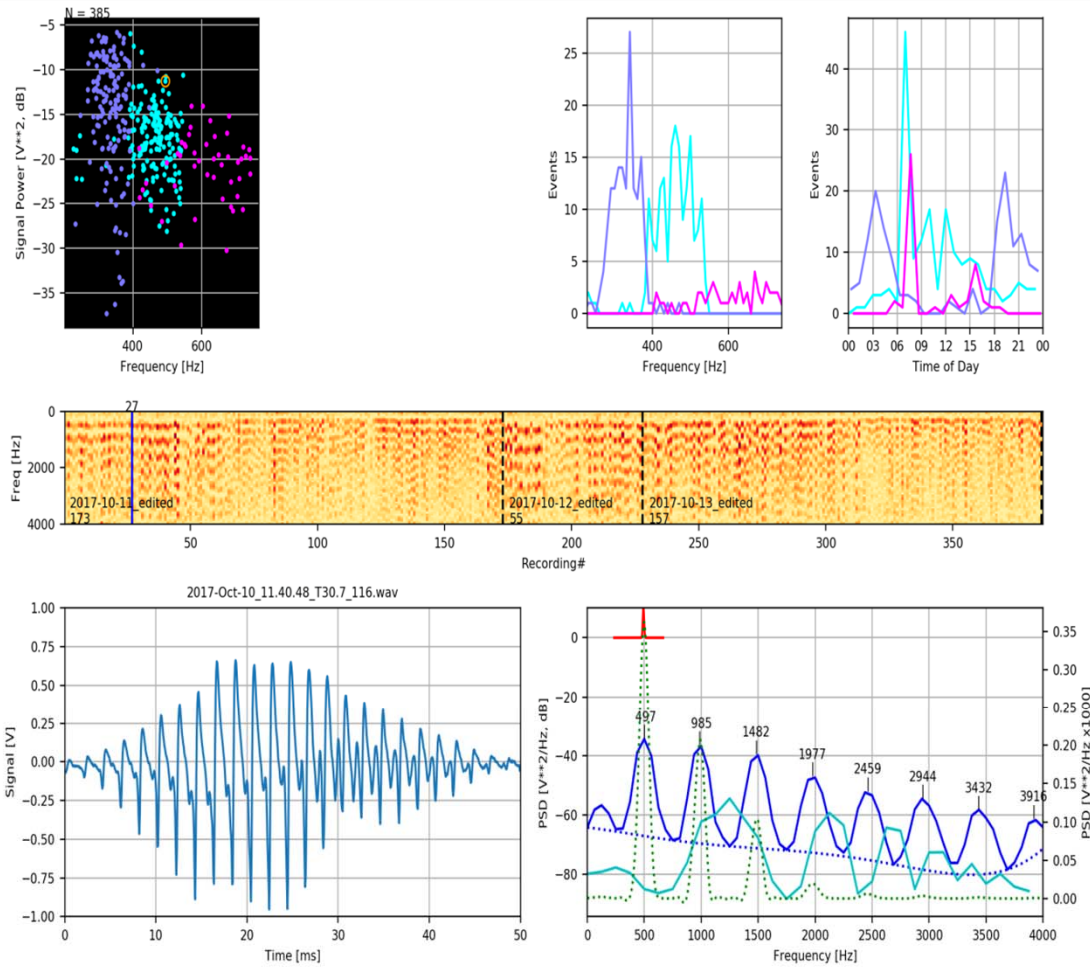 N = 385
−5
−10
−15
−20
−25
−30
−35
Signal Power [V**2, dB]
400 600
Frequency [Hz]
25
20
15
10
5
0
Events
400 600
Frequency [Hz]
40
30
20
10
0
Events
00 03 06 09 12 15 18 21 00
Time of Day
27
0
2000
4000
Freq [Hz]
2017-10-11_edited
173
2017-10-12_edited
55
2017-10-13_edited
157
50 100 150 200 250 300 350
Recording#
2017-Oct-10_11.40.48_T30.7_116.wav
1.00
0.75
0.50
0.25
0.00
−0.25
−0.50
−0.75
−1.00
Signal [V]
0 10 20 30 40 50
Time [ms]
0
−20
−40
−60
−80
PSD [V**2/Hz, dB]
497 985 1482 1977 2459 2944 3432 3916
0.35
0.30
0.25
0.20
0.15
0.10
0.05
0.00
PSD [V**2/Hz x1000]
0 500 1000 1500 2000 2500 3000 3500 4000
Frequency [Hz]